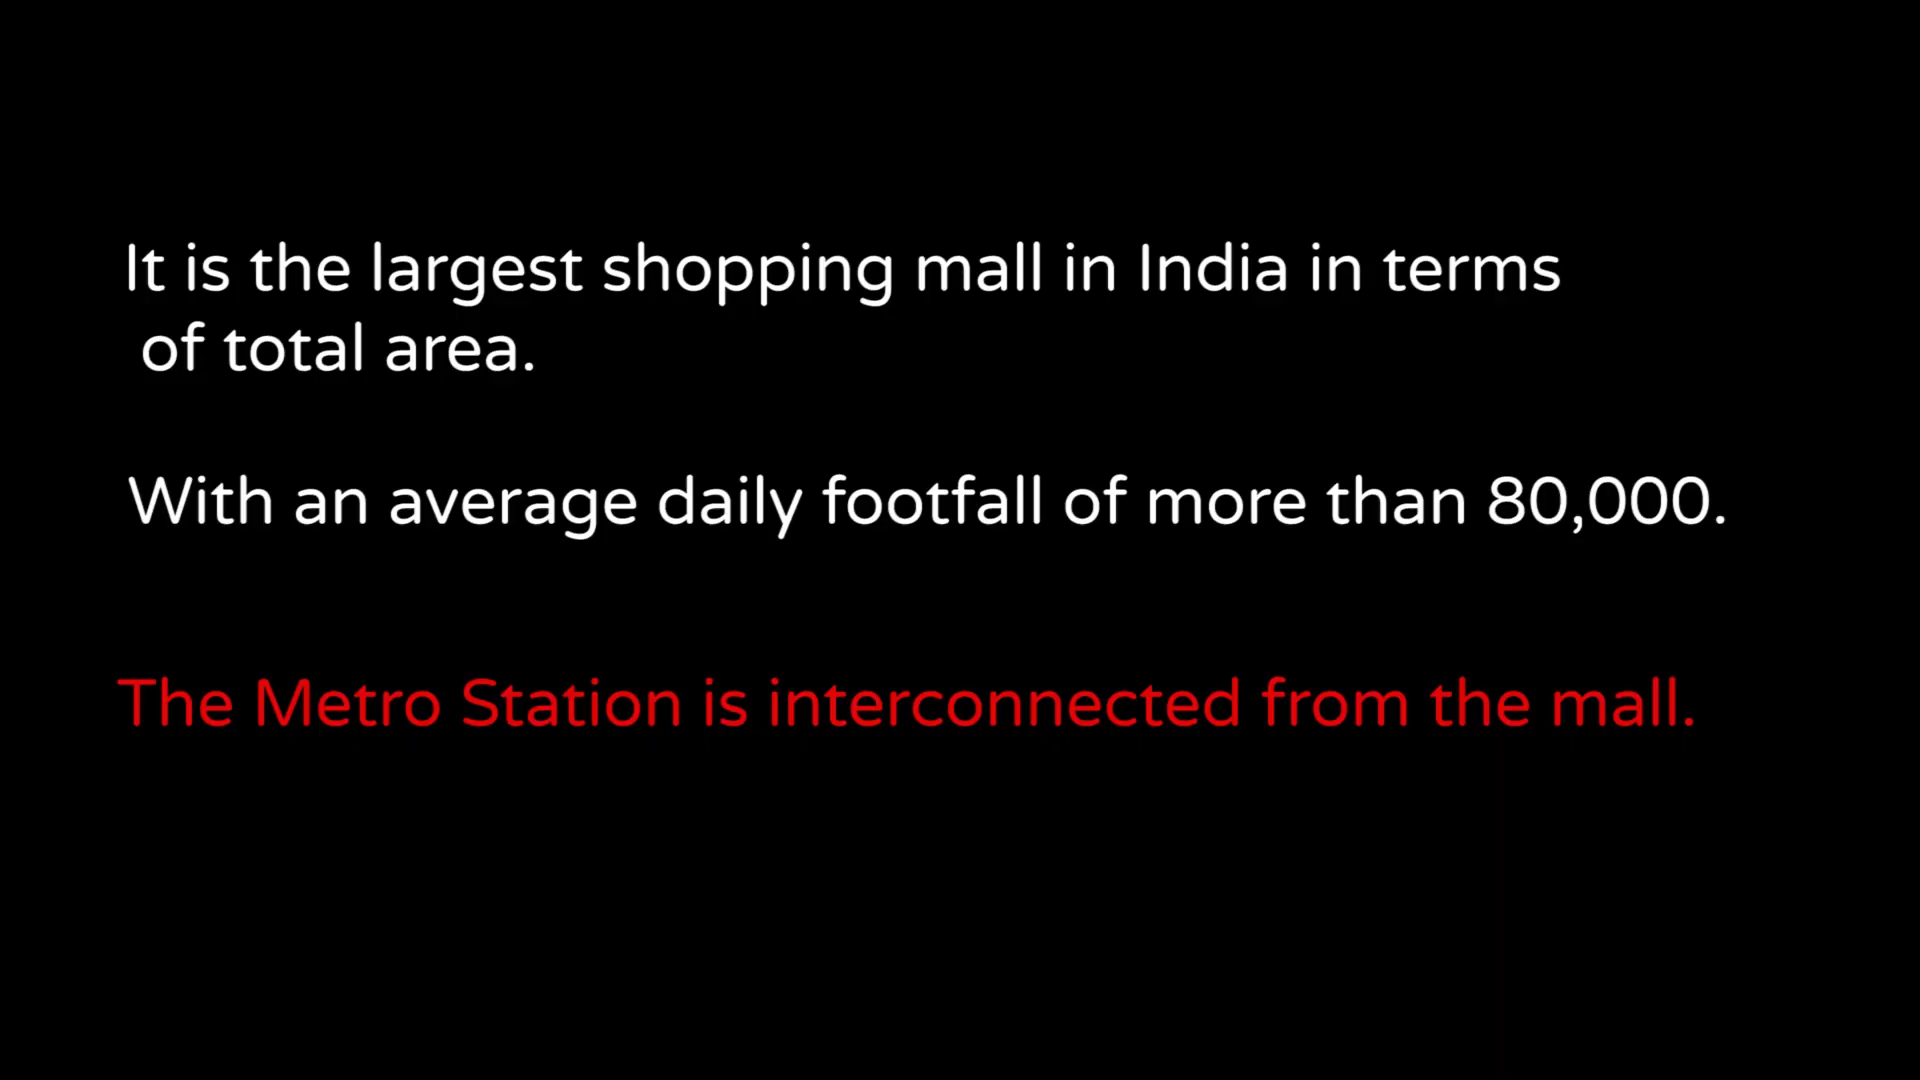 It is the largest shopping mall in India in terms
of total area.
With an average daily footfall of more than 80,000.
The Metro Station is interconnected from the mall.